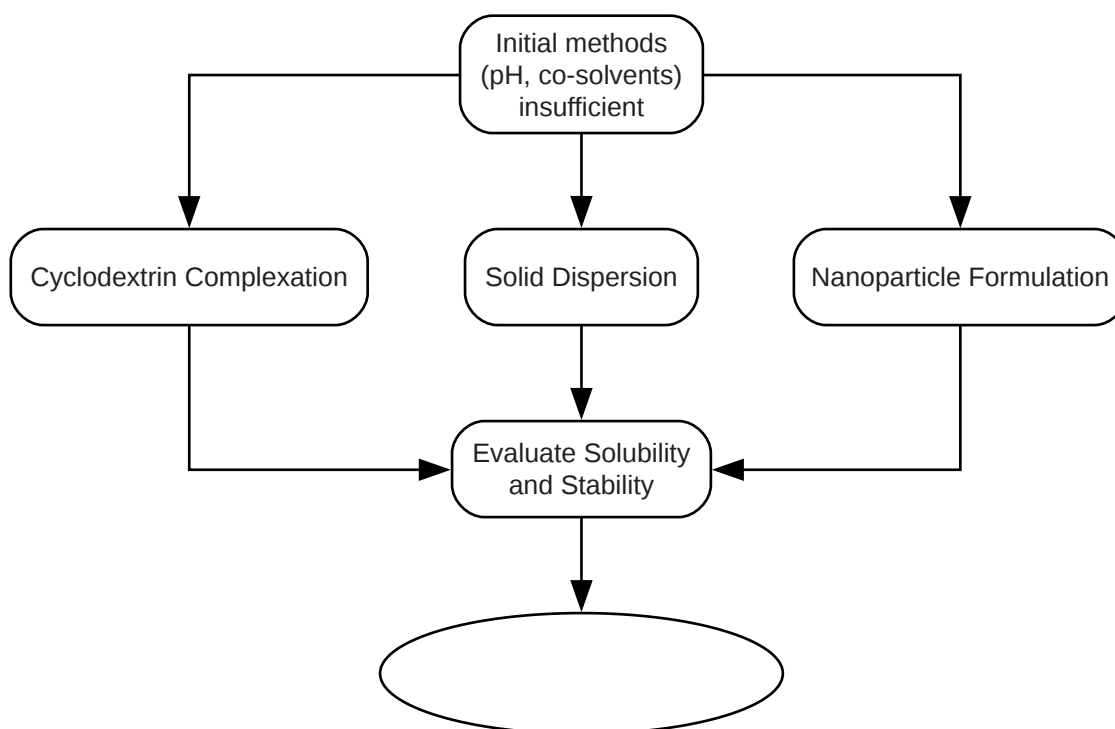 Initial methods
(pH, co-solvents)
insufficient
Cyclodextrin Complexation
Solid Dispersion
Nanoparticle Formulation
Evaluate Solubility
and Stability